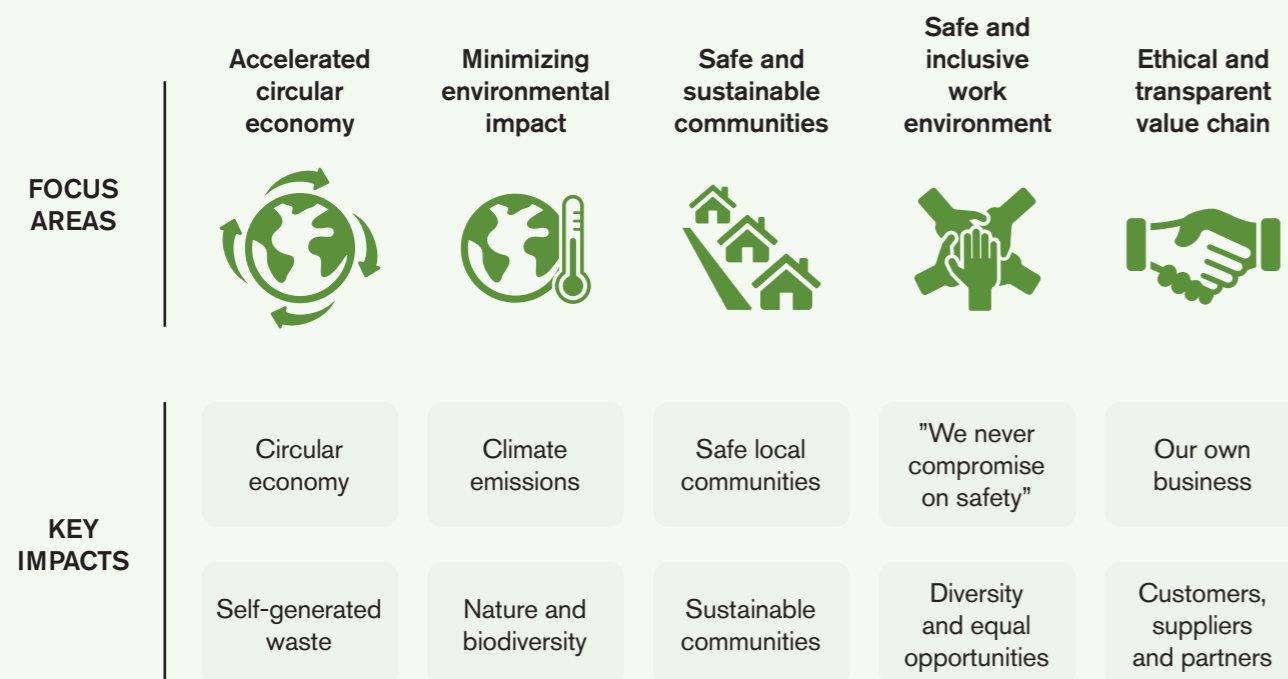 Accelerated
circular
economy
Minimizing
environmental
impact
Safe and
sustainable
communities
Safe and
inclusive
work
environment
Ethical and
transparent
value chain
FOCUS
AREAS
KEY
IMPACTS
Circular
economy
Climate
emissions
Safe local
communities
”We never
compromise
on safety”
Our own
business
Self-generated
waste
Nature and
biodiversity
Sustainable
communities
Diversity
and equal
opportunities
Customers,
suppliers
and partners